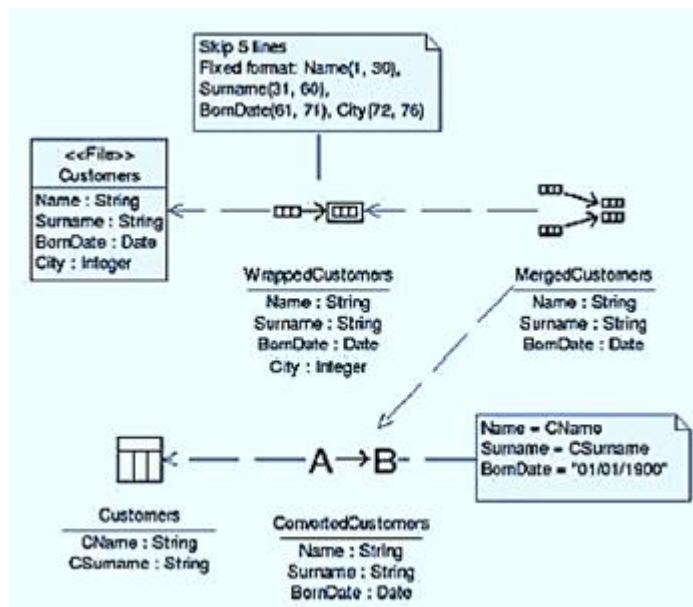 Skip 5 lines
Fixed format: Name(1, 30),
Surname(31, 60),
BornDate(61, 71), City(72, 76)
<<File>>
Customers
Name : String
Surname : String
BornDate : Date
City : Integer
WrappedCustomers
Name : String
Surname : String
BornDate : Date
City : Integer
MergedCustomers
Name : String
Surname : String
BornDate : Date
Name = CName
Surname = CSurname
BornDate = "01/01/1900"
A → B
Customers
CName : String
CSurname : String
ConvertedCustomers
Name : String
Surname : String
BornDate : Date